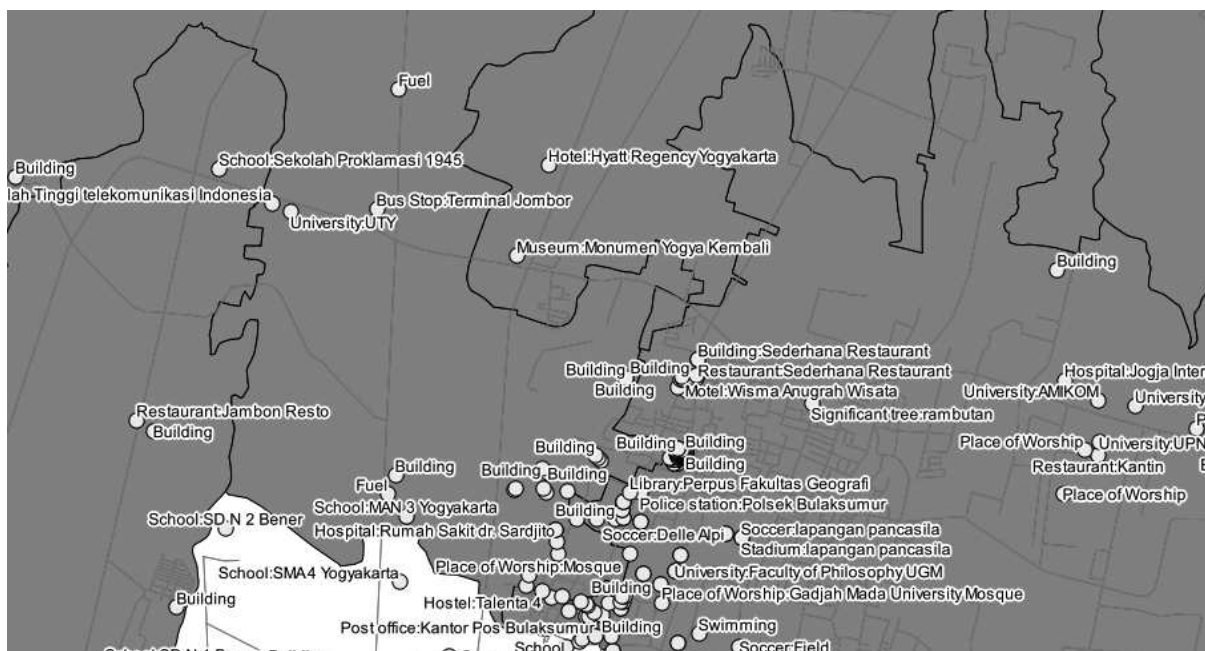 Fuel
Hotel:Hyatt Regency Yogyakarta
School:Sekolah Proklamasi 1945
Building
lah Tinggi telekomunikasi Indonesia
Bus Stop:Terminal Jombor
University:UTY
Museum:Monumen Yogya Kembali
Building
Building:Sederhana Restaurant
Building
Building
Restaurant:Sederhana Restaurant
Hospital:Jogja Inter
Building
Motel:Wisma Anugrah Wisata
University:AMIKOM
University
Restaurant:Jambon Resto
Significant tree:rambutan
Building
Building
Building
Building
Place of Worship
University:UPN
Building
Building
Building
Building
Restaurant:Kantin
Fuel
Library:Perpus Fakultas Geografi
Place of Worship
School:MAN 3 Yogyakarta
Police station:Polsek Bulaksumur
School:SD N 2 Bener
Building
Hospital:Rumah Sakit dr. Sardjito
Soccer:Delle Alpi
Soccer:lapangan pancasila
Stadium:lapangan pancasila
Place of Worship:Mosque
School:SMA4 Yogyakarta
University:Faculty of Philosophy UGM
Building
Building
Hostel:Talenta 4
Place of Worship:Gadjah Mada University Mosque
Post office:Kantor Pos Bulaksumur
Building
Swimming
School
Soccer:Field